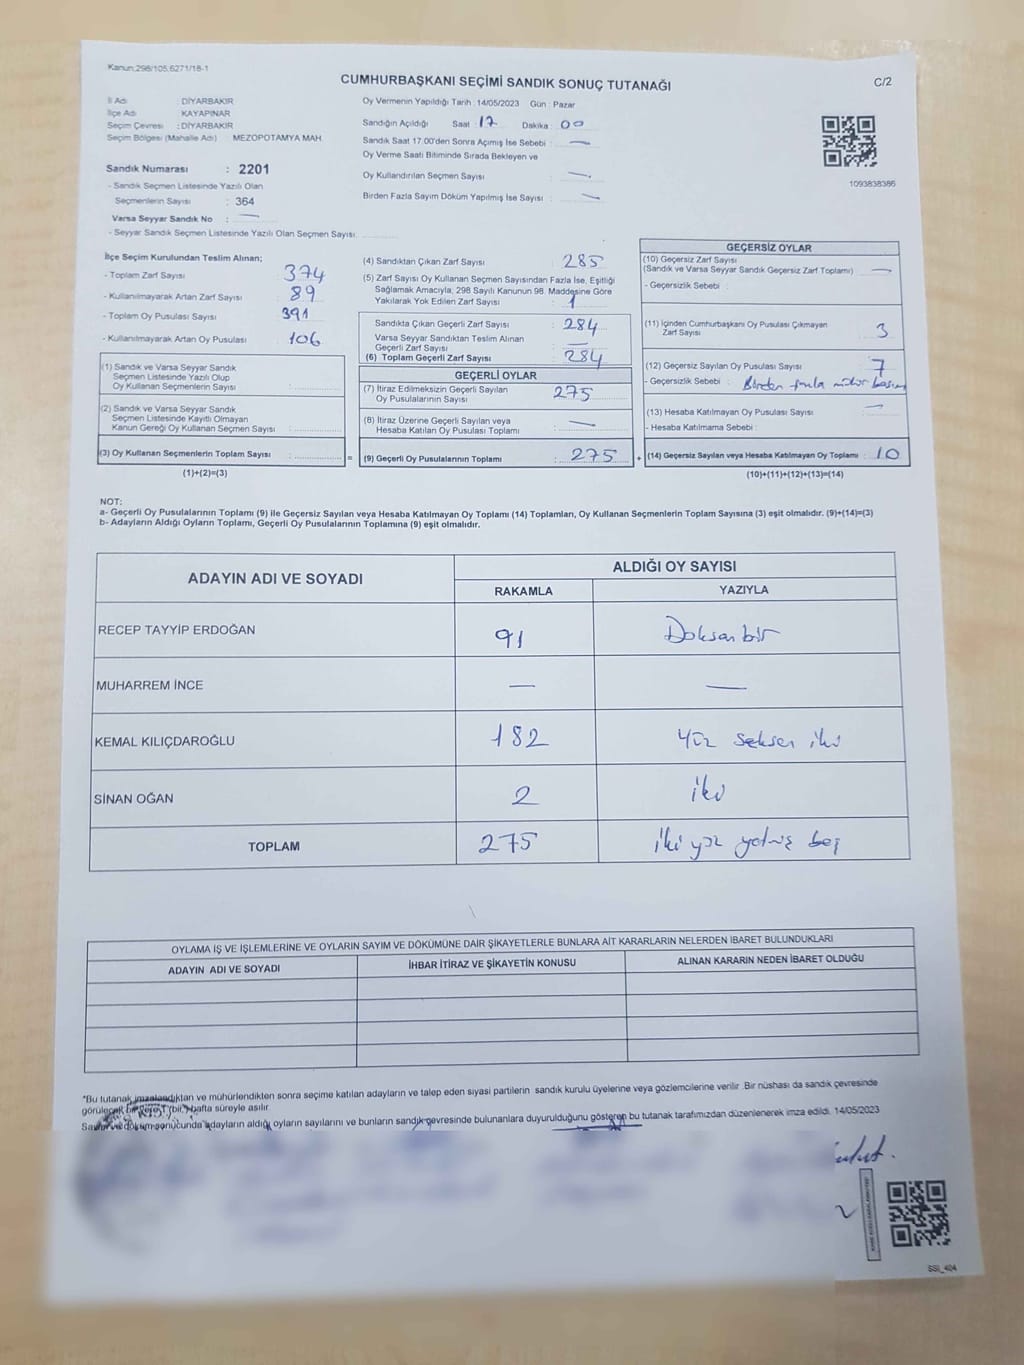 Kanun:298/105,6271/18-1
CUMHURBAŞKANI SEÇİMİ SANDIK SONUÇ TUTANAĞI
C/2
İl Adı : DİYARBAKIR
İlçe Adı : KAYAPINAR
Seçim Çevresi : DİYARBAKIR
Seçim Bölgesi (Mahalle Adı) : MEZOPOTAMYA MAH.
Sandık Numarası : 2201
- Sandık Seçmen Listesinde Yazılı Olan
Seçmenlerin Sayısı : 364
Varsa Seyyar Sandık No : —
- Seyyar Sandık Seçmen Listesinde Yazılı Olan Seçmen Sayısı:
Oy Vermenin Yapıldığı Tarih : 14/05/2023 Gün : Pazar
Sandığın Açıldığı Saat : 17 Dakika : 00
Sandık Saat 17.00'den Sonra Açımış İse Sebebi : —
Oy Verme Saati Bitiminde Sırada Bekleyen ve
Oy Kullandırılan Seçmen Sayısı : —
Birden Fazla Sayım Döküm Yapılmış İse Sayısı : —
1093838386
İlçe Seçim Kurulundan Teslim Alınan;
- Toplam Zarf Sayısı : 374
- Kullanılmayarak Artan Zarf Sayısı : 89
- Toplam Oy Pusulası Sayısı : 391
- Kullanılmayarak Artan Oy Pusulası : 106
(1) Sandık ve Varsa Seyyar Sandık
Seçmen Listesinde Yazılı Olup
Oy Kullanan Seçmenlerin Sayısı :
(2) Sandık ve Varsa Seyyar Sandık
Seçmen Listesinde Kayıtlı Olmayan
Kanun Gereği Oy Kullanan Seçmen Sayısı :
(3) Oy Kullanan Seçmenlerin Toplam Sayısı :
(1)+(2)=(3)
(4) Sandıktan Çıkan Zarf Sayısı : 285
(5) Zarf Sayısı Oy Kullanan Seçmen Sayısından Fazla İse, Eşitliği
Sağlamak Amacıyla, 298 Sayılı Kanunun 98. Maddesine Göre
Yakılarak Yok Edilen Zarf Sayısı : 1
Sandıkta Çıkan Geçerli Zarf Sayısı : 284
Varsa Seyyar Sandıktan Teslim Alınan
Geçerli Zarf Sayısı : —
(6) Toplam Geçerli Zarf Sayısı : 284
GEÇERLİ OYLAR
(7) İtiraz Edilmeksizin Geçerli Sayılan
Oy Pusulalarının Sayısı : 275
(8) İtiraz Üzerine Geçerli Sayılan veya
Hesaba Katılan Oy Pusulası Toplamı : —
= (9) Geçerli Oy Pusulalarının Toplamı : 275
GEÇERSİZ OYLAR
(10) Geçersiz Zarf Sayısı
(Sandık ve Varsa Seyyar Sandık Geçersiz Zarf Toplamı) : —
- Geçersizlik Sebebi :
(11) İçinden Cumhurbaşkanı Oy Pusulası Çıkmayan
Zarf Sayısı : 3
(12) Geçersiz Sayılan Oy Pusulası Sayısı : 7
- Geçersizlik Sebebi : Birden fazla mühür basımı
(13) Hesaba Katılmayan Oy Pusulası Sayısı : —
- Hesaba Katılmama Sebebi :
+ (14) Geçersiz Sayılan veya Hesaba Katılmayan Oy Toplamı : 10
(10)+(11)+(12)+(13)=(14)
NOT:
a- Geçerli Oy Pusulalarının Toplamı (9) ile Geçersiz Sayılan veya Hesaba Katılmayan Oy Toplamı (14) Toplamları, Oy Kullanan Seçmenlerin Toplam Sayısına (3) eşit olmalıdır. (9)+(14)=(3)
b- Adayların Aldığı Oyların Toplamı, Geçerli Oy Pusulalarının Toplamına (9) eşit olmalıdır.
ADAYIN ADI VE SOYADI ALDIĞI OY SAYISI
RAKAMLA YAZIYLA
RECEP TAYYİP ERDOĞAN 91 Doksan bir
MUHARREM İNCE — —
KEMAL KILIÇDAROĞLU 182 Yüz seksen iki
SİNAN OĞAN 2 iki
TOPLAM 275 iki yüz yetmiş beş
OYLAMA İŞ VE İŞLEMLERİNE VE OYLARIN SAYIM VE DÖKÜMÜNE DAİR ŞİKAYETLERLE BUNLARA AİT KARARLARIN NELERDEN İBARET BULUNDUKLARI
ADAYIN ADI VE SOYADI İHBAR İTİRAZ VE ŞİKAYETİN KONUSU ALINAN KARARIN NEDEN İBARET OLDUĞU
*Bu tutanak imzalandıktan ve mühürlendikten sonra seçime katılan adayların ve talep eden siyasi partilerin sandık kurulu üyelerine veya gözlemcilerine verilir. Bir nüshası da sandık çevresinde
görülecek bir yere 1 (bir) hafta süreyle asılır.
Sayım ve döküm sonucunda adayların aldığı oyların sayılarını ve bunların sandık çevresinde bulunanlara duyurulduğunu gösteren bu tutanak tarafımızdan düzenlenerek imza edildi. 14/05/2023
SSI_404